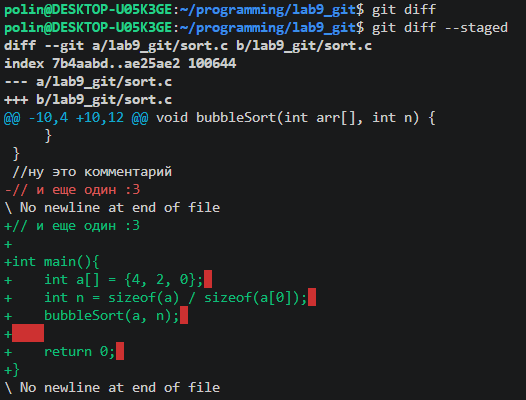 polin@DESKTOP-U05K3GE:~/programming/lab9_git$ git diff
polin@DESKTOP-U05K3GE:~/programming/lab9_git$ git diff --staged
diff --git a/lab9_git/sort.c b/lab9_git/sort.c
index 7b4aabd..ae25ae2 100644
--- a/lab9_git/sort.c
+++ b/lab9_git/sort.c
@@ -10,4 +10,12 @@ void bubbleSort(int arr[], int n) {
     }
 }
 //ну это комментарий
-// и еще один :3
\ No newline at end of file
+// и еще один :3
+
+int main(){
+    int a[] = {4, 2, 0};
+    int n = sizeof(a) / sizeof(a[0]);
+    bubbleSort(a, n);
+
+    return 0;
+}
\ No newline at end of file